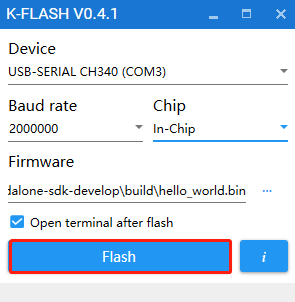 K-FLASH V0.4.1
Device
USB-SERIAL CH340 (COM3)
Baud rate Chip
2000000 In-Chip
Firmware
dalone-sdk-develop\build\hello_world.bin ...
Open terminal after flash
Flash i